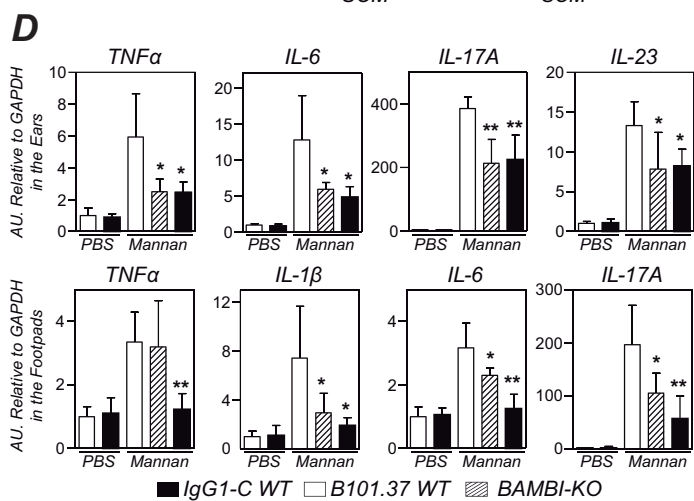 D
TNFα IL-6 IL-17A IL-23
AU. Relative to GAPDH
in the Ears
10 8 6 4 2 0
20 15 10 5 0
400 200 0
20 15 10 5 0
* * * * ** ** * *
PBS Mannan PBS Mannan PBS Mannan PBS Mannan
TNFα IL-1β IL-6 IL-17A
AU. Relative to GAPDH
in the Footpads
4 2 0
12 8 4 0
4 2 0
300 200 100 0
** * * * ** * **
PBS Mannan PBS Mannan PBS Mannan PBS Mannan
IgG1-C WT B101.37 WT BAMBI-KO